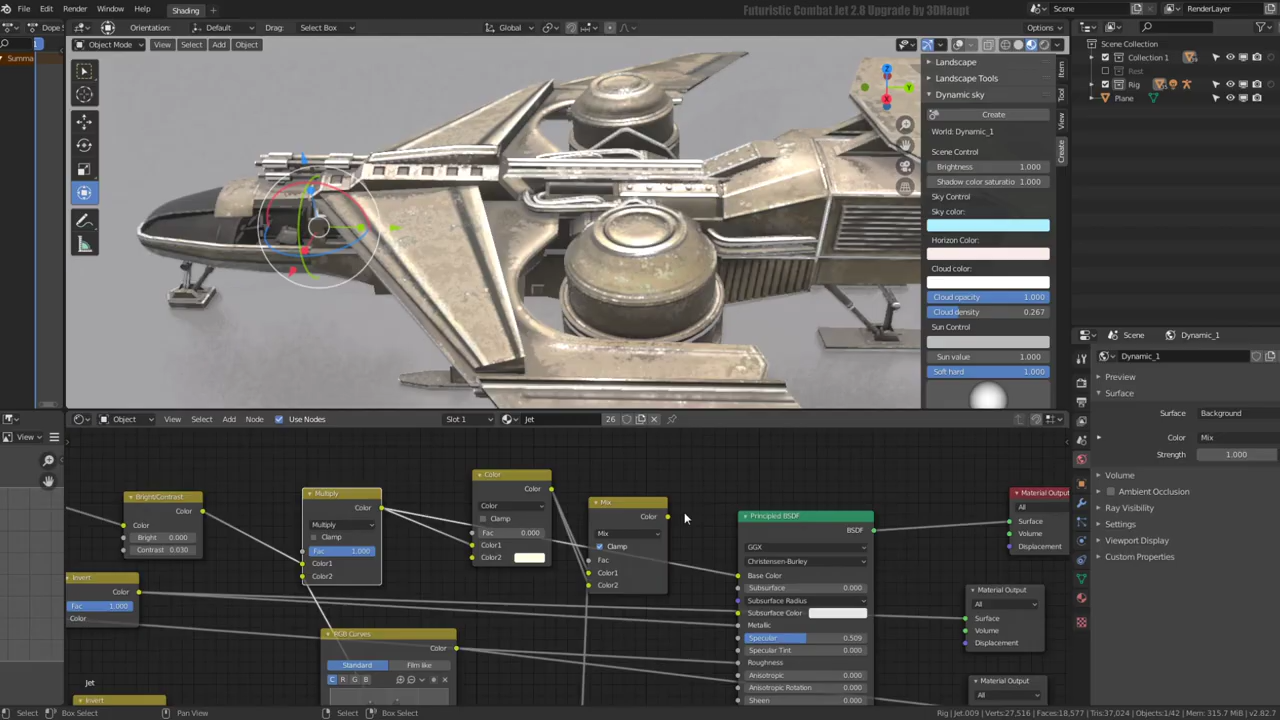 File Edit Render Window Help Shading
Futuristic Combat Jet 2.8 Upgrade by 3DHaupt
Scene RenderLayer
Dope S Orientation: Default Drag: Select Box Global Options
Object Mode View Select Add Object
Summa
Landscape
Landscape Tools
Dynamic sky
Create
World: Dynamic_1
Scene Control
Brightness 1.000
Shadow color saturatio 1.000
Sky Control
Sky color:
Horizon Color:
Cloud color:
Cloud opacity 1.000
Cloud density 0.267
Sun Control
Sun value 1.000
Soft hard 1.000
Item
Tool
View
Create
Z
Y
X
Scene Collection
Collection 1
Rest
Rig
Plane
Scene Dynamic_1
Dynamic_1
Preview
Surface
Surface Background
Color Mix
Strength 1.000
Volume
Ambient Occlusion
Ray Visibility
Settings
Viewport Display
Custom Properties
Object View Select Add Node Use Nodes Slot 1 Jet 26
View
Bright/Contrast
Color
Color
Bright 0.000
Contrast 0.030
Invert
Color
Fac 1.000
Color
Multiply
Color
Multiply
Clamp
Fac 1.000
Color1
Color2
Color
Color
Color
Clamp
Fac 0.000
Color1
Color2
Mix
Color
Mix
Clamp
Fac
Color1
Color2
RGB Curves
Color
Standard Film like
C R G B
Principled BSDF
BSDF
GGX
Christensen-Burley
Base Color
Subsurface 0.000
Subsurface Radius
Subsurface Color
Metallic
Specular 0.509
Specular Tint 0.000
Roughness
Anisotropic 0.000
Anisotropic Rotation 0.000
Sheen 0.000
Material Output
All
Surface
Volume
Displacement
Material Output
All
Surface
Volume
Displacement
Material Output
All
Jet
Invert
Select Box Select Pan View Select Box Select
Rig | Jet.009 | Verts:27,516 | Faces:18,577 | Tris:37,024 | Objects:1/42 | Mem: 315.7 MiB | v2.82.7